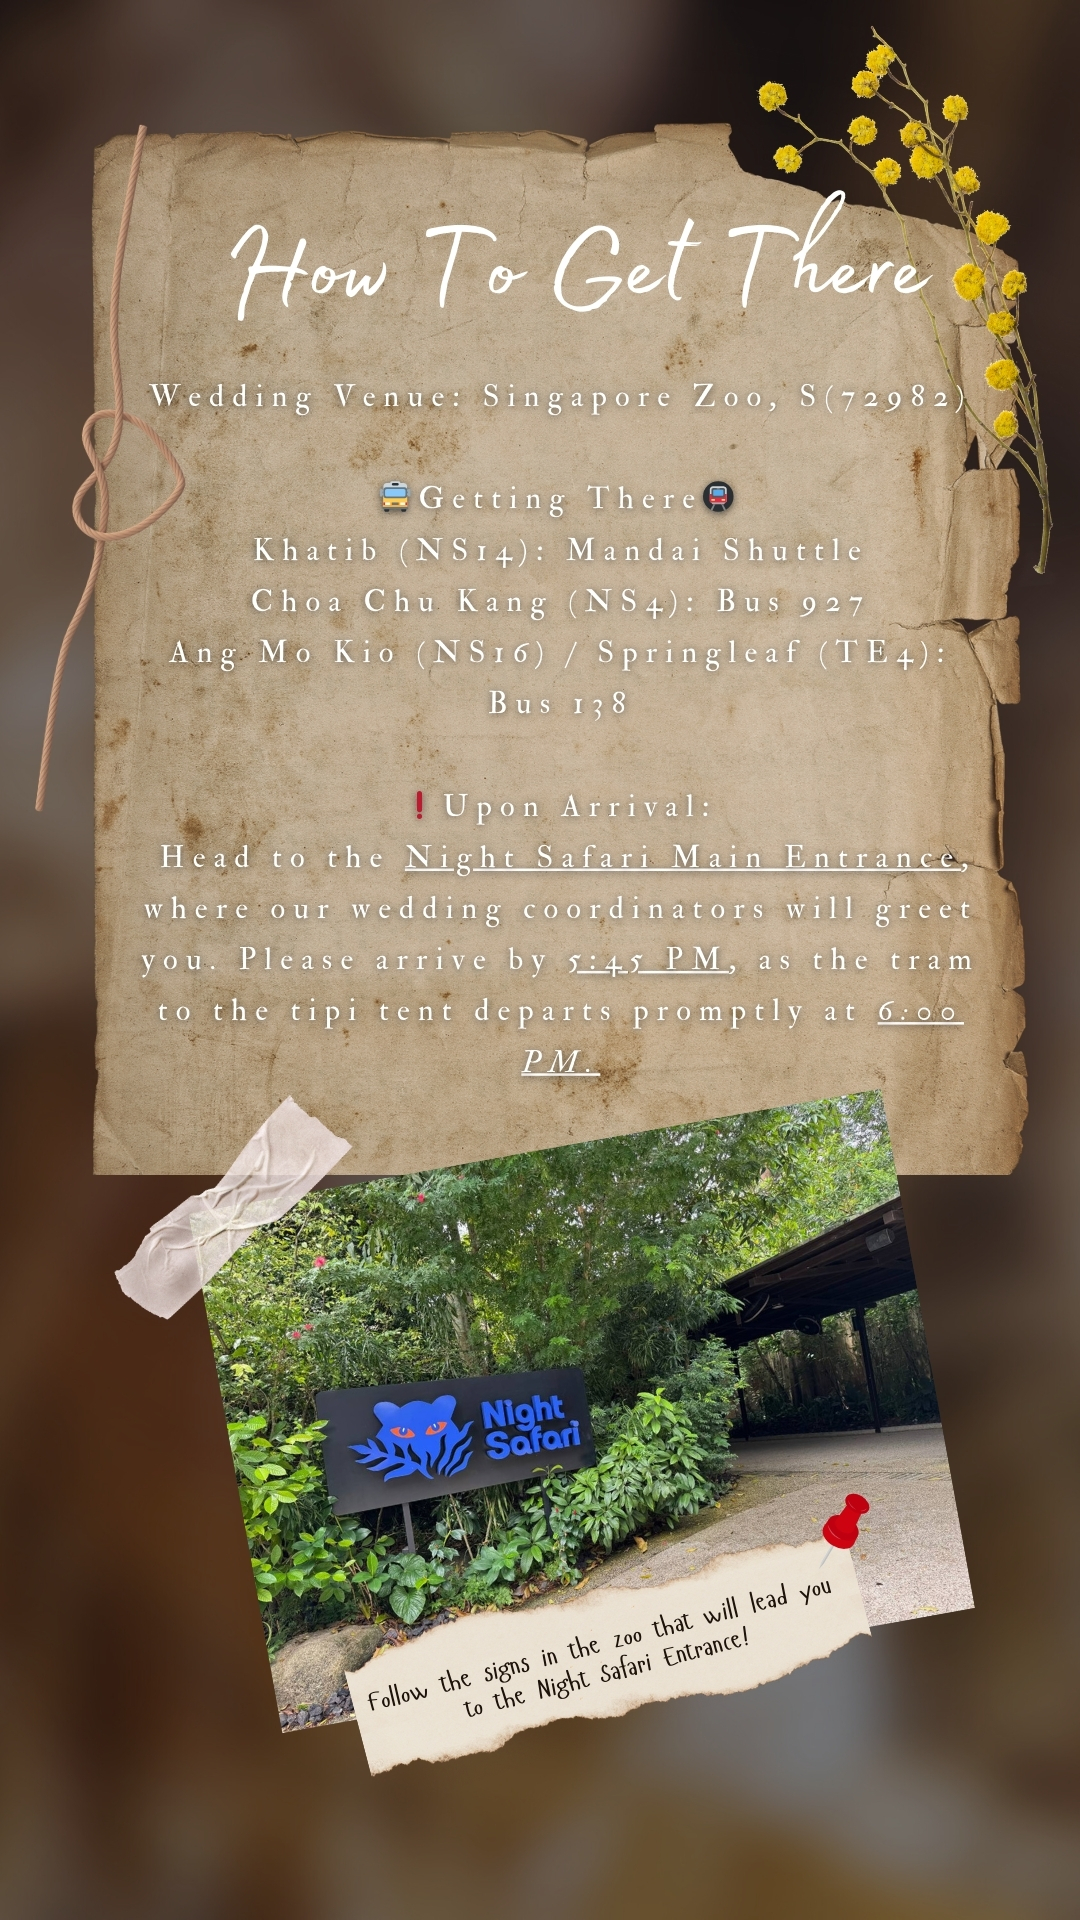 How To Get There
Wedding Venue: Singapore Zoo, S(72982)
🚍Getting There🚇
Khatib (NS14): Mandai Shuttle
Choa Chu Kang (NS4): Bus 927
Ang Mo Kio (NS16) / Springleaf (TE4):
Bus 138
❗Upon Arrival:
Head to the Night Safari Main Entrance,
where our wedding coordinators will greet
you. Please arrive by 5:45 PM, as the tram
to the tipi tent departs promptly at 6:00
PM.
Night
Safari
Follow the signs in the zoo that will lead you
to the Night Safari Entrance!